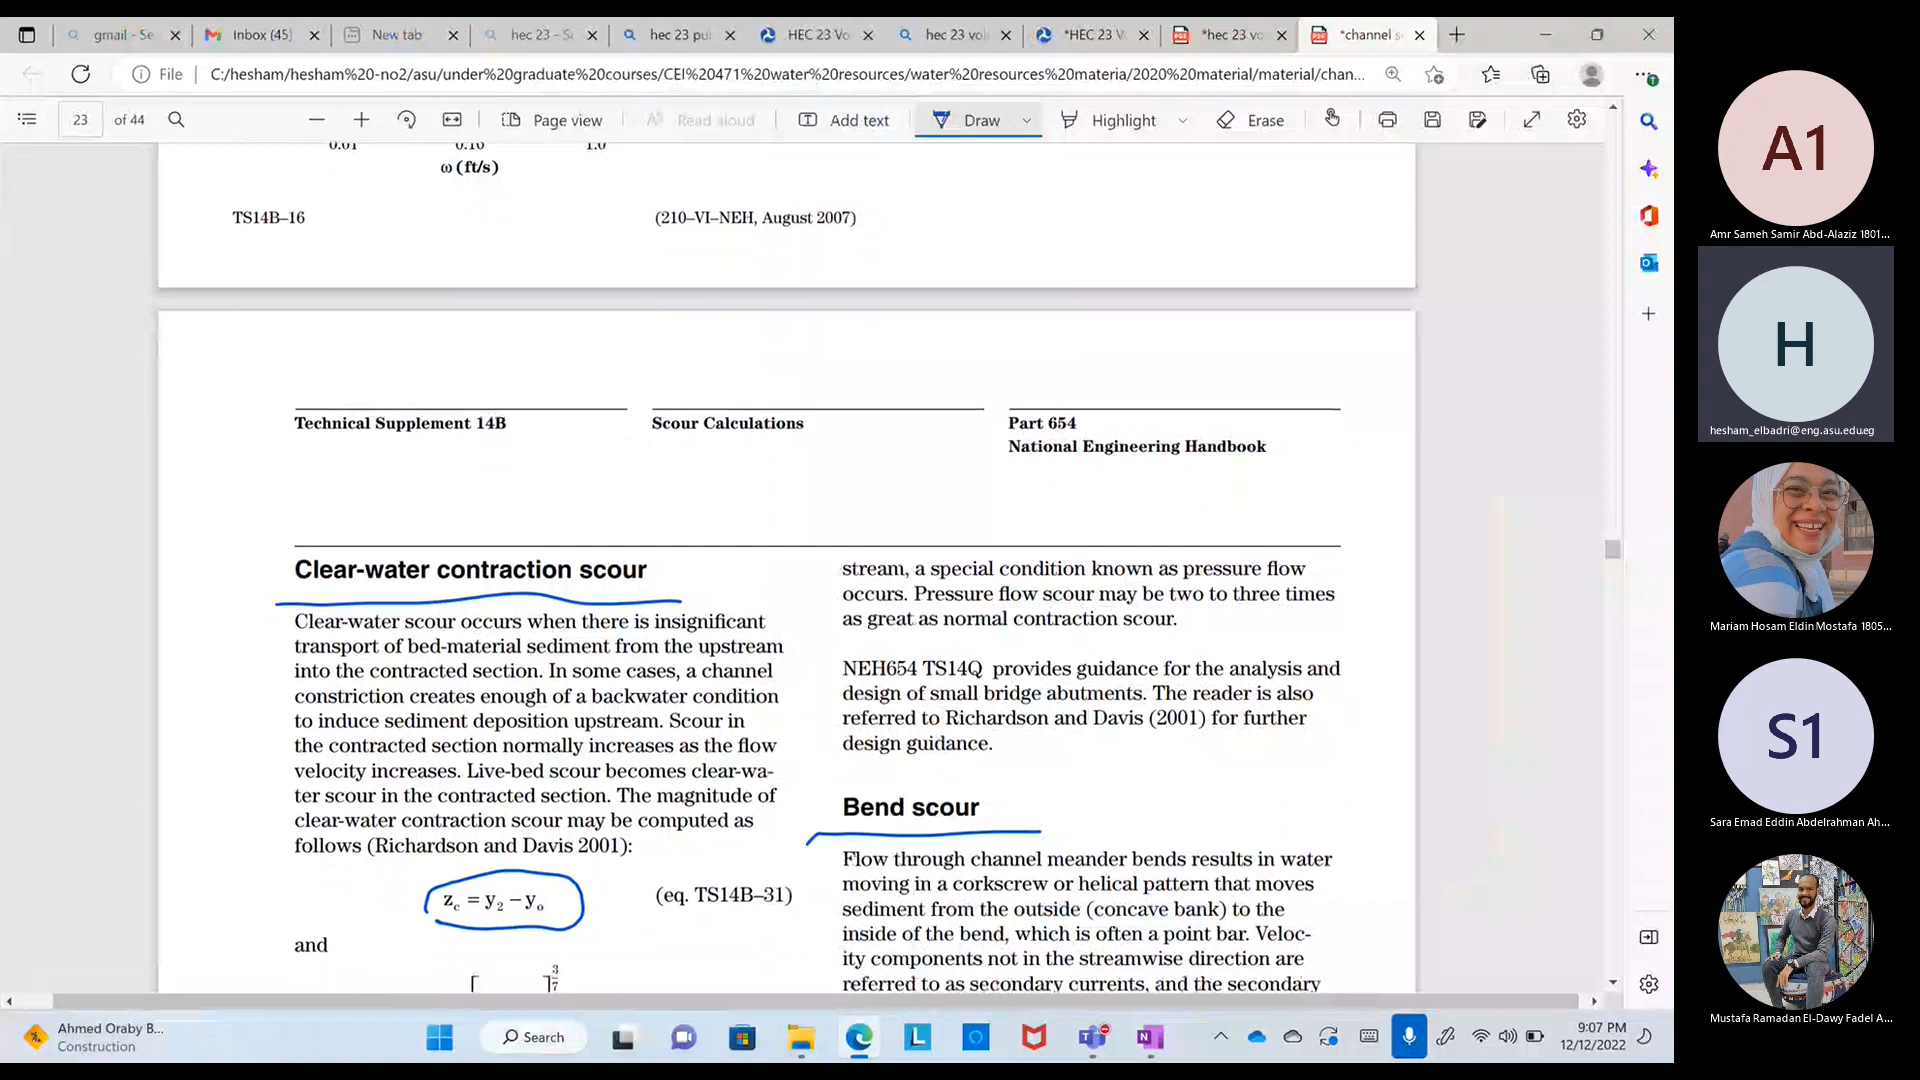 gmail - Se
Inbox (45)
New tab
hec 23 - S
hec 23 pu
HEC 23 Vo
hec 23 vol
*HEC 23 V
*hec 23 vo
*channel s
File
C:/hesham/hesham%20-no2/asu/under%20graduate%20courses/CEI%20471%20water%20resources/water%20resources%20materia/2020%20material/material/chan...
23 of 44
Page view
Read aloud
Add text
Draw
Highlight
Erase
0.01 0.10 1.0
ω (ft/s)
TS14B–16
(210–VI–NEH, August 2007)
Technical Supplement 14B
Scour Calculations
Part 654
National Engineering Handbook
Clear-water contraction scour
Clear-water scour occurs when there is insignificant
transport of bed-material sediment from the upstream
into the contracted section. In some cases, a channel
constriction creates enough of a backwater condition
to induce sediment deposition upstream. Scour in
the contracted section normally increases as the flow
velocity increases. Live-bed scour becomes clear-wa-
ter scour in the contracted section. The magnitude of
clear-water contraction scour may be computed as
follows (Richardson and Davis 2001):
z_c = y_2 – y_o (eq. TS14B–31)
and
[ ]^3/7
stream, a special condition known as pressure flow
occurs. Pressure flow scour may be two to three times
as great as normal contraction scour.
NEH654 TS14Q provides guidance for the analysis and
design of small bridge abutments. The reader is also
referred to Richardson and Davis (2001) for further
design guidance.
Bend scour
Flow through channel meander bends results in water
moving in a corkscrew or helical pattern that moves
sediment from the outside (concave bank) to the
inside of the bend, which is often a point bar. Veloc-
ity components not in the streamwise direction are
referred to as secondary currents, and the secondary
A1
Amr Sameh Samir Abd-Alaziz 1801...
H
hesham_elbadri@eng.asu.edu.eg
Mariam Hosam Eldin Mostafa 1805...
S1
Sara Emad Eddin Abdelrahman Ah...
Mustafa Ramadan El-Dawy Fadel A...
Ahmed Oraby B...
Construction
Search
9:07 PM
12/12/2022